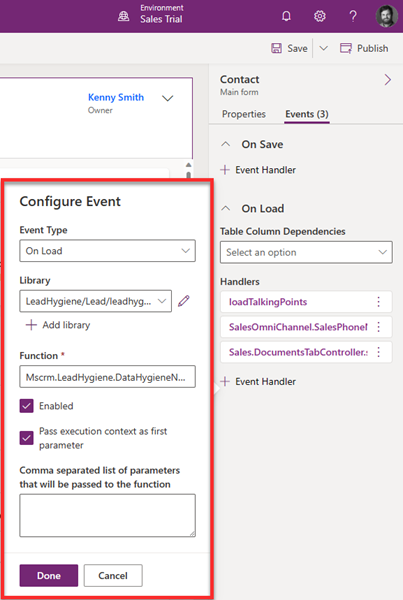 Environment
Sales Trial
Save
Publish
Kenny Smith
Owner
Contact
Main form
Properties
Events (3)
On Save
Event Handler
On Load
Table Column Dependencies
Select an option
Handlers
loadTalkingPoints
SalesOmniChannel.SalesPhone
Sales.DocumentsTabController.s
Event Handler
Configure Event
Event Type
On Load
Library
LeadHygiene/Lead/leadhyg...
Add library
Function *
Mscrm.LeadHygiene.DataHygieneN...
Enabled
Pass execution context as first
parameter
Comma separated list of parameters
that will be passed to the function
Done
Cancel